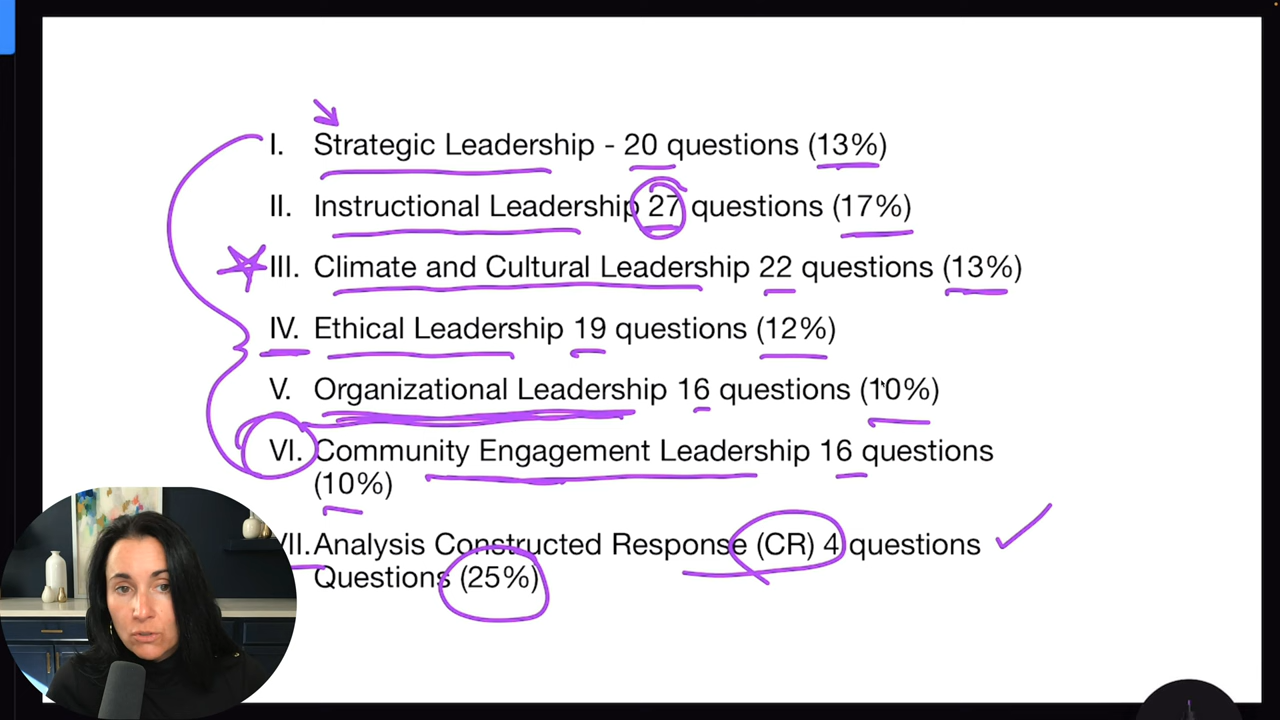 I. Strategic Leadership - 20 questions (13%)
II. Instructional Leadership 27 questions (17%)
III. Climate and Cultural Leadership 22 questions (13%)
IV. Ethical Leadership 19 questions (12%)
V. Organizational Leadership 16 questions (10%)
VI. Community Engagement Leadership 16 questions
(10%)
VII. Analysis Constructed Response (CR) 4 questions
Questions (25%)